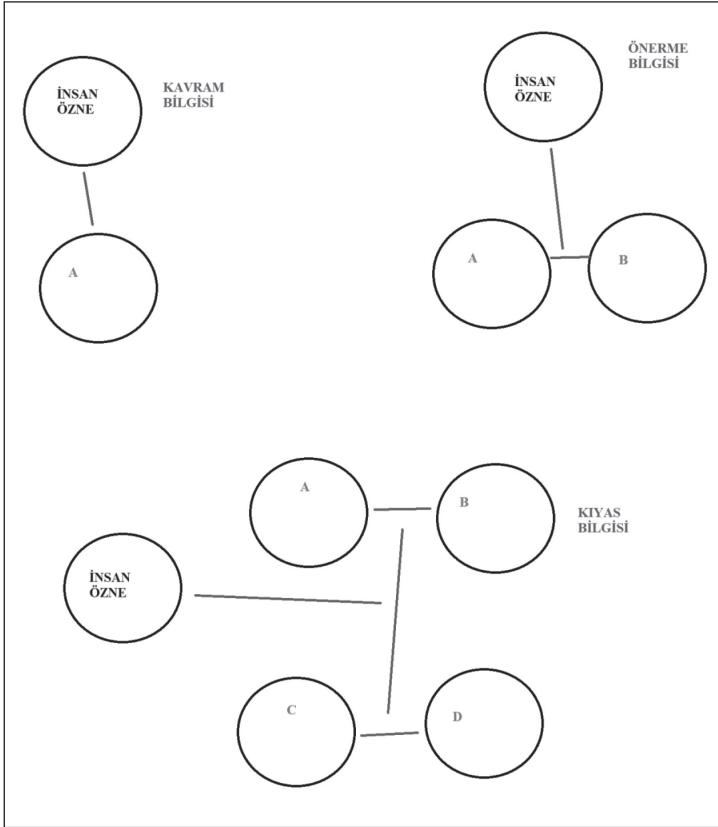 İNSAN
ÖZNE
KAVRAM
BİLGİSİ
A
ÖNERME
BİLGİSİ
İNSAN
ÖZNE
A
B
A
B
KIYAS
BİLGİSİ
İNSAN
ÖZNE
C
D